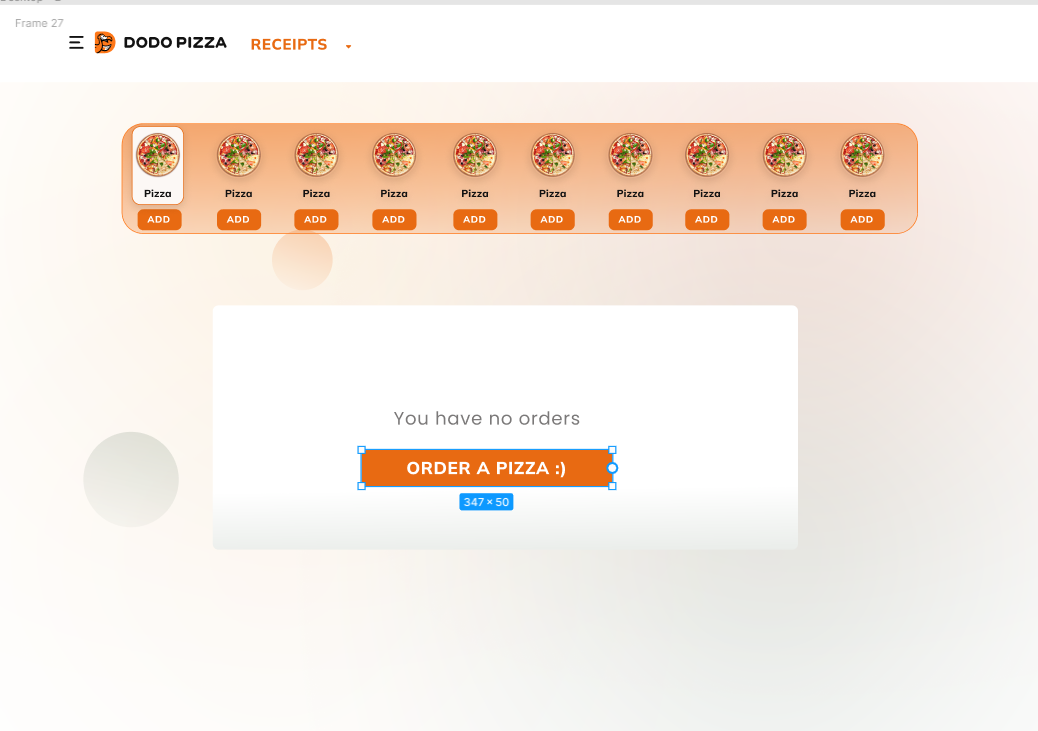 Frame 27
DODO PIZZA RECEIPTS
Pizza Pizza Pizza Pizza Pizza Pizza Pizza Pizza Pizza Pizza
ADD ADD ADD ADD ADD ADD ADD ADD ADD ADD
You have no orders
ORDER A PIZZA :)
347 × 50